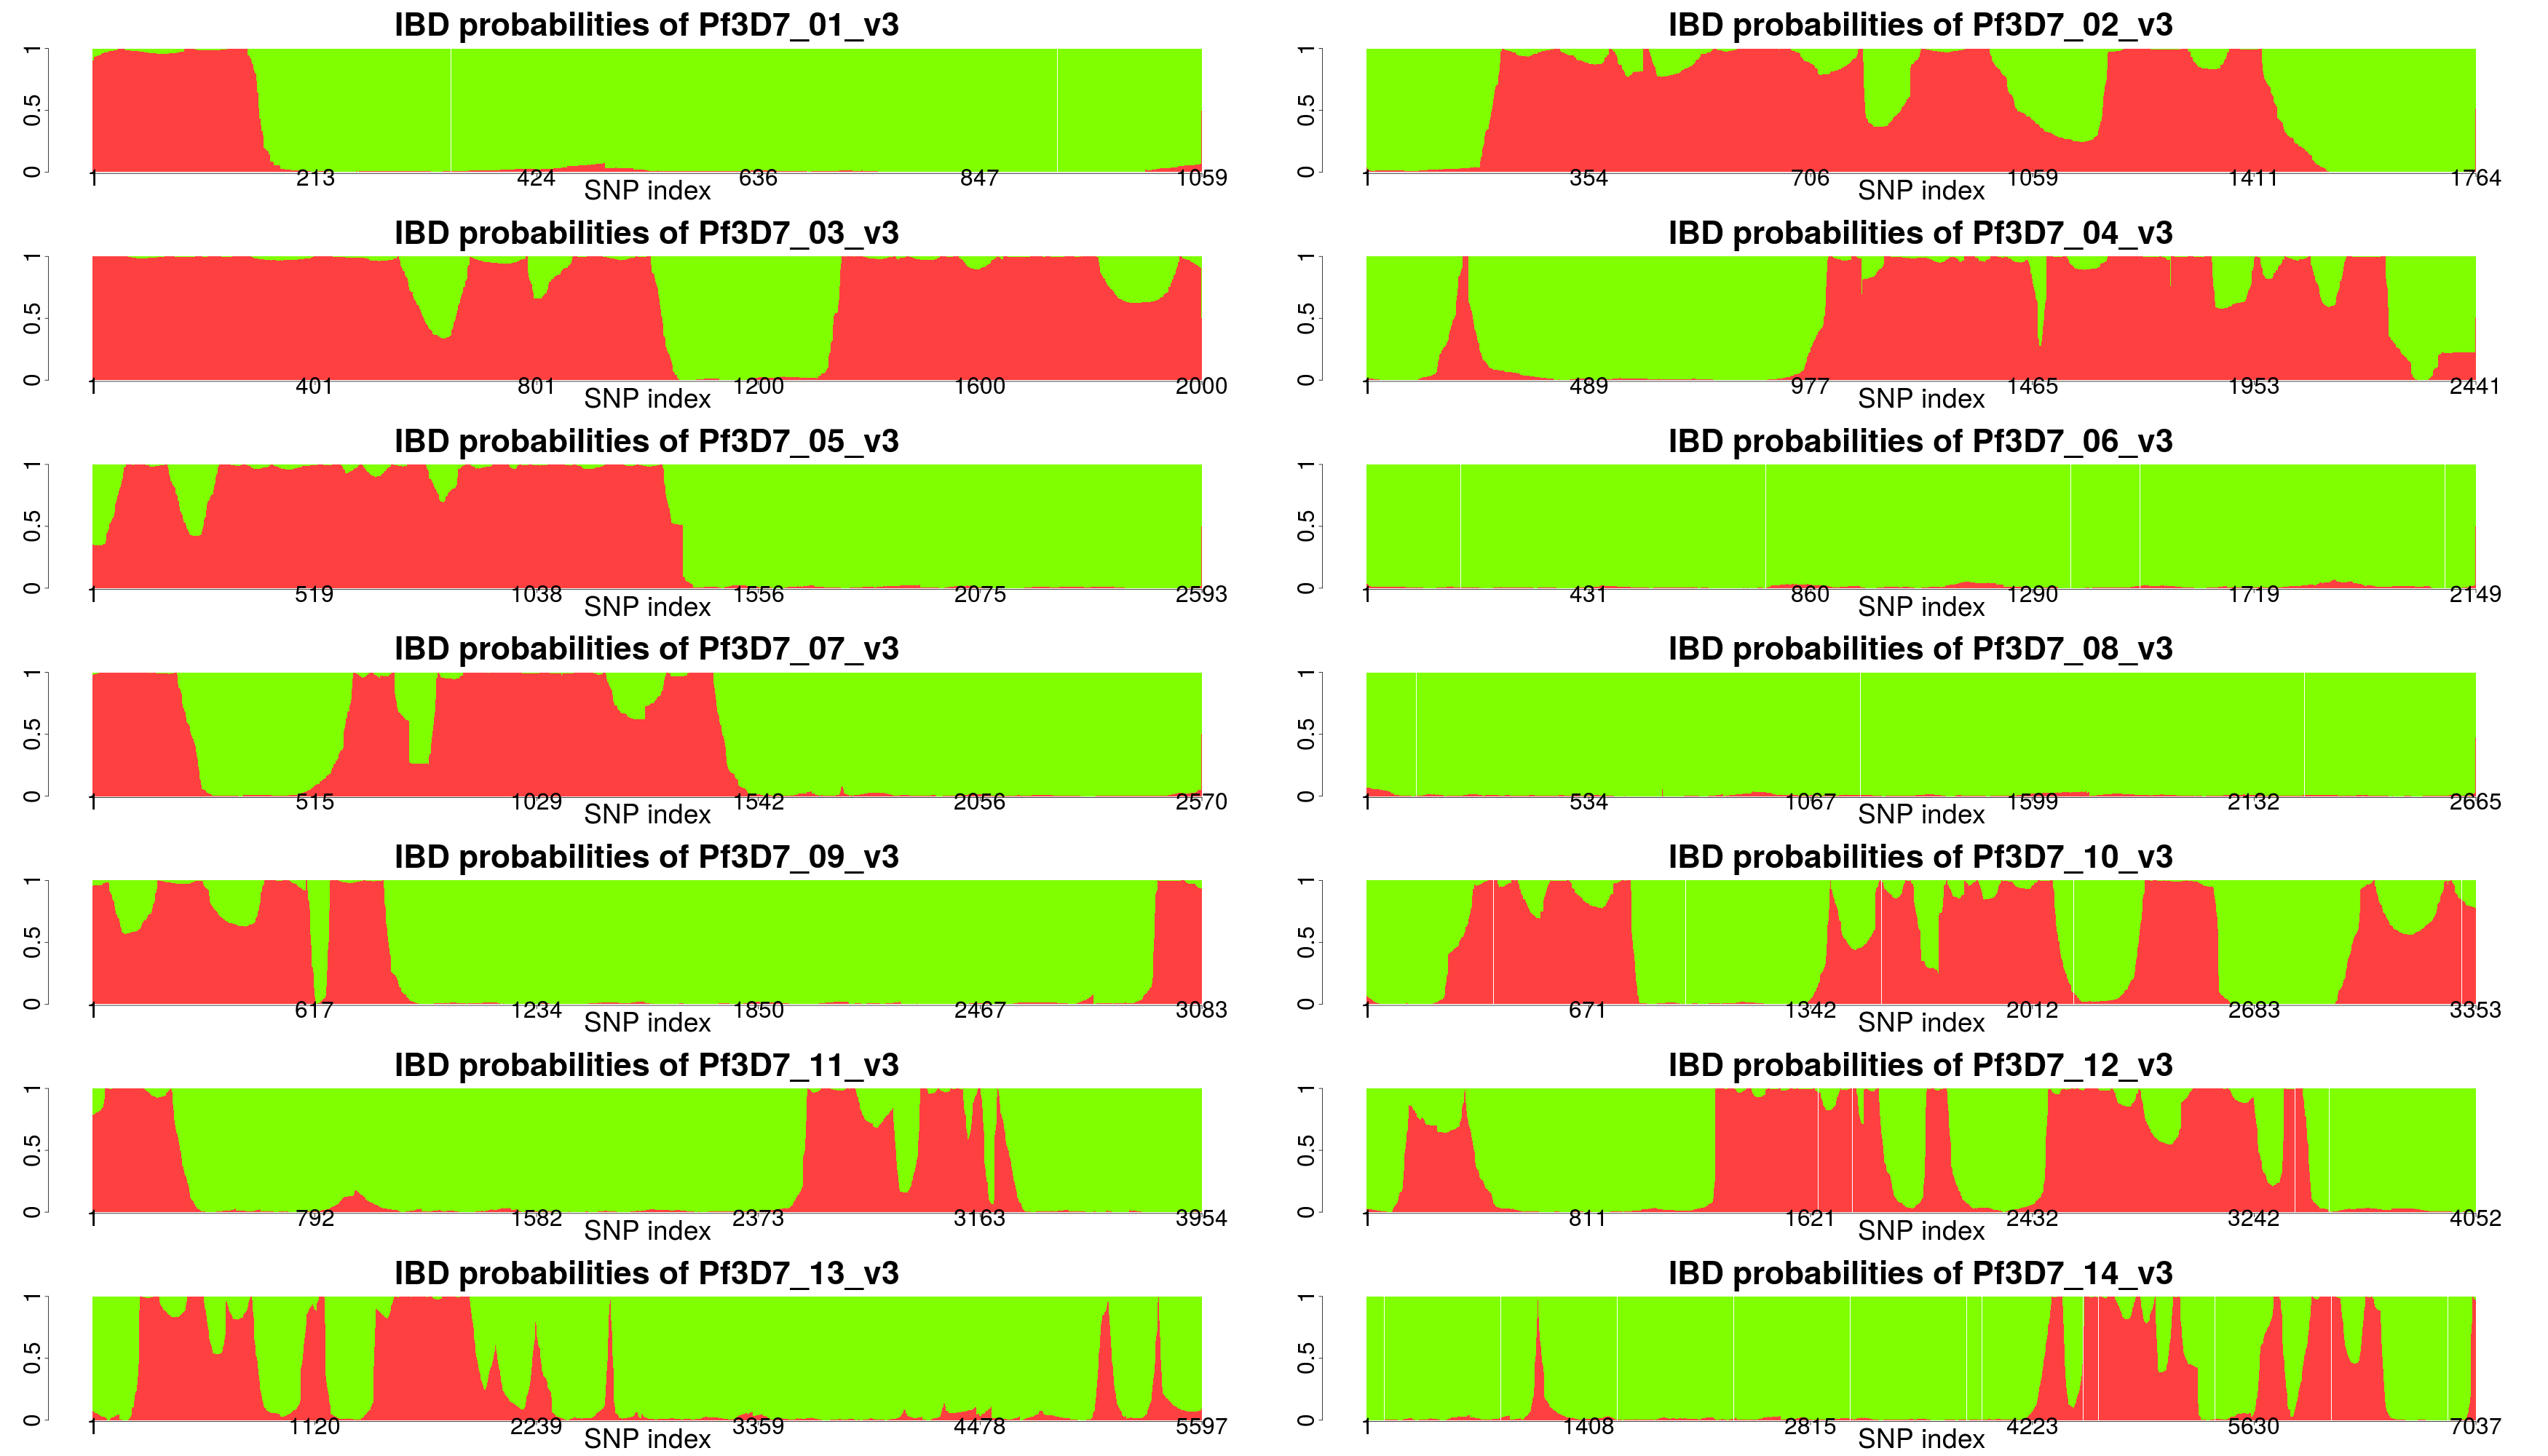 IBD probabilities of Pf3D7_01_v3
0 0.5 1
1 213 424 636 847 1059
SNP index
IBD probabilities of Pf3D7_02_v3
0 0.5 1
1 354 706 1059 1411 1764
SNP index
IBD probabilities of Pf3D7_03_v3
0 0.5 1
1 401 801 1200 1600 2000
SNP index
IBD probabilities of Pf3D7_04_v3
0 0.5 1
1 489 977 1465 1953 2441
SNP index
IBD probabilities of Pf3D7_05_v3
0 0.5 1
1 519 1038 1556 2075 2593
SNP index
IBD probabilities of Pf3D7_06_v3
0 0.5 1
1 431 860 1290 1719 2149
SNP index
IBD probabilities of Pf3D7_07_v3
0 0.5 1
1 515 1029 1542 2056 2570
SNP index
IBD probabilities of Pf3D7_08_v3
0 0.5 1
1 534 1067 1599 2132 2665
SNP index
IBD probabilities of Pf3D7_09_v3
0 0.5 1
1 617 1234 1850 2467 3083
SNP index
IBD probabilities of Pf3D7_10_v3
0 0.5 1
1 671 1342 2012 2683 3353
SNP index
IBD probabilities of Pf3D7_11_v3
0 0.5 1
1 792 1582 2373 3163 3954
SNP index
IBD probabilities of Pf3D7_12_v3
0 0.5 1
1 811 1621 2432 3242 4052
SNP index
IBD probabilities of Pf3D7_13_v3
0 0.5 1
1 1120 2239 3359 4478 5597
SNP index
IBD probabilities of Pf3D7_14_v3
0 0.5 1
1 1408 2815 4223 5630 7037
SNP index